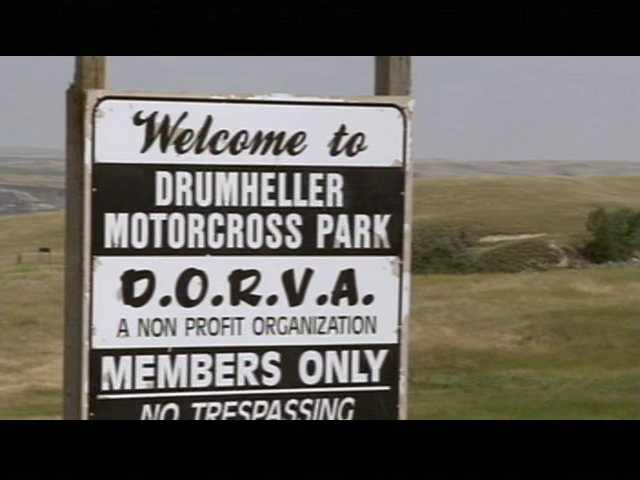 Welcome to
DRUMHELLER
MOTORCROSS PARK
D.O.R.V.A.
A NON PROFIT ORGANIZATION
MEMBERS ONLY
NO TRESPASSING